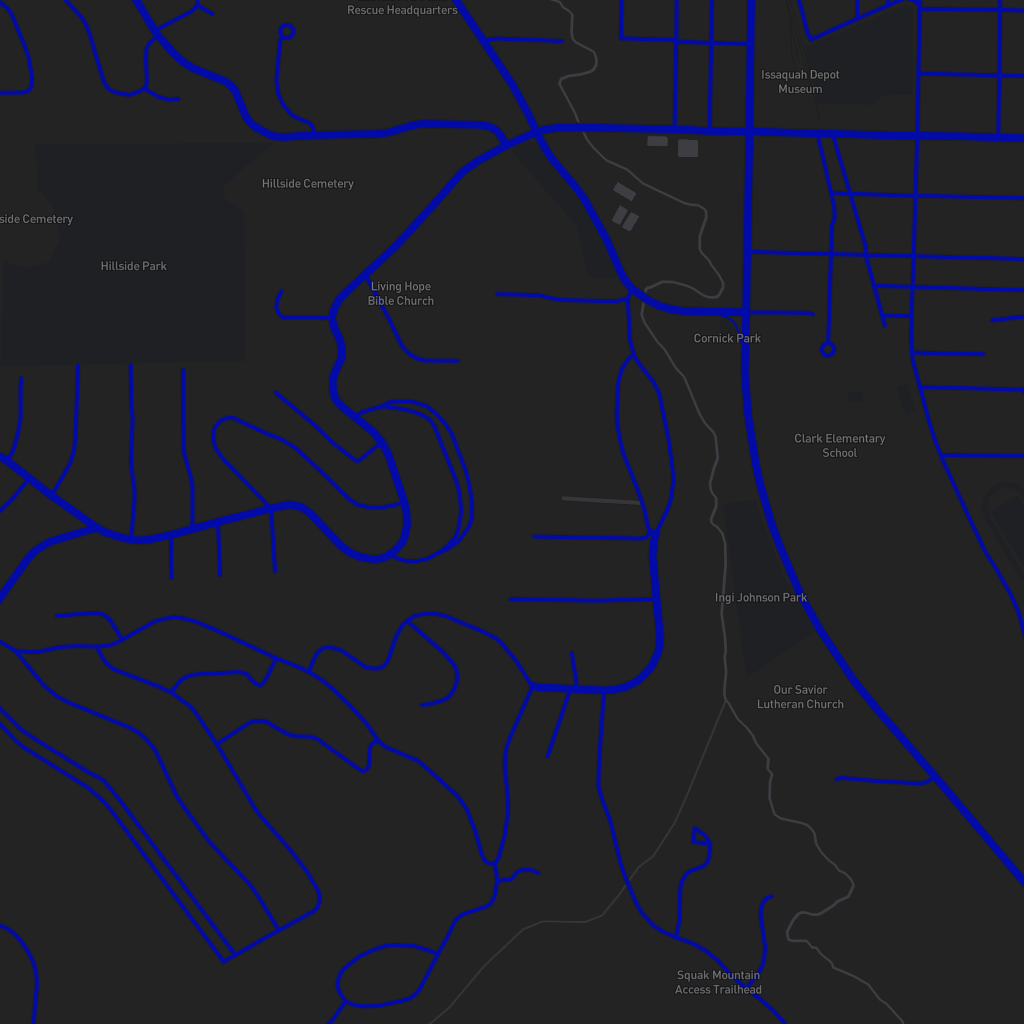 Rescue Headquarters
Issaquah Depot
Museum
Hillside Cemetery
side Cemetery
Hillside Park
Living Hope
Bible Church
Cornick Park
Clark Elementary
School
Ingi Johnson Park
Our Savior
Lutheran Church
Squak Mountain
Access Trailhead